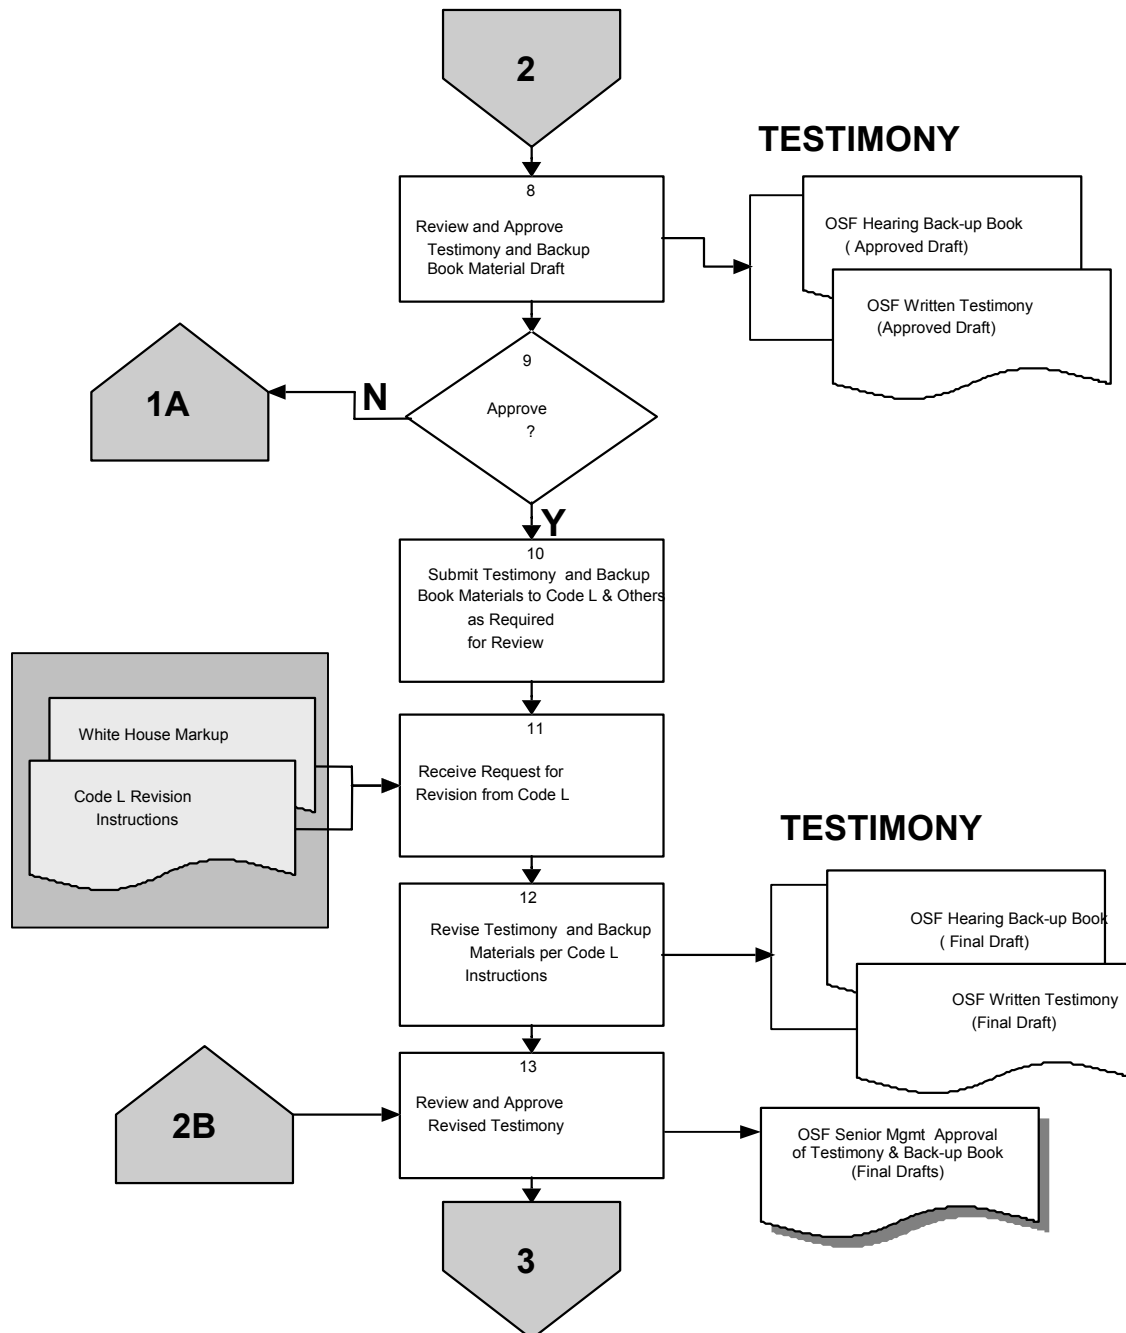 2
TESTIMONY
8
Review and Approve
Testimony and Backup
Book Material Draft
OSF Hearing Back-up Book
( Approved Draft)
OSF Written Testimony
(Approved Draft)
9
Approve
?
N
1A
Y
10
Submit Testimony and Backup
Book Materials to Code L & Others
as Required
for Review
White House Markup
Code L Revision
Instructions
11
Receive Request for
Revision from Code L
TESTIMONY
12
Revise Testimony and Backup
Materials per Code L
Instructions
OSF Hearing Back-up Book
( Final Draft)
OSF Written Testimony
(Final Draft)
2B
13
Review and Approve
Revised Testimony
OSF Senior Mgmt Approval
of Testimony & Back-up Book
(Final Drafts)
3